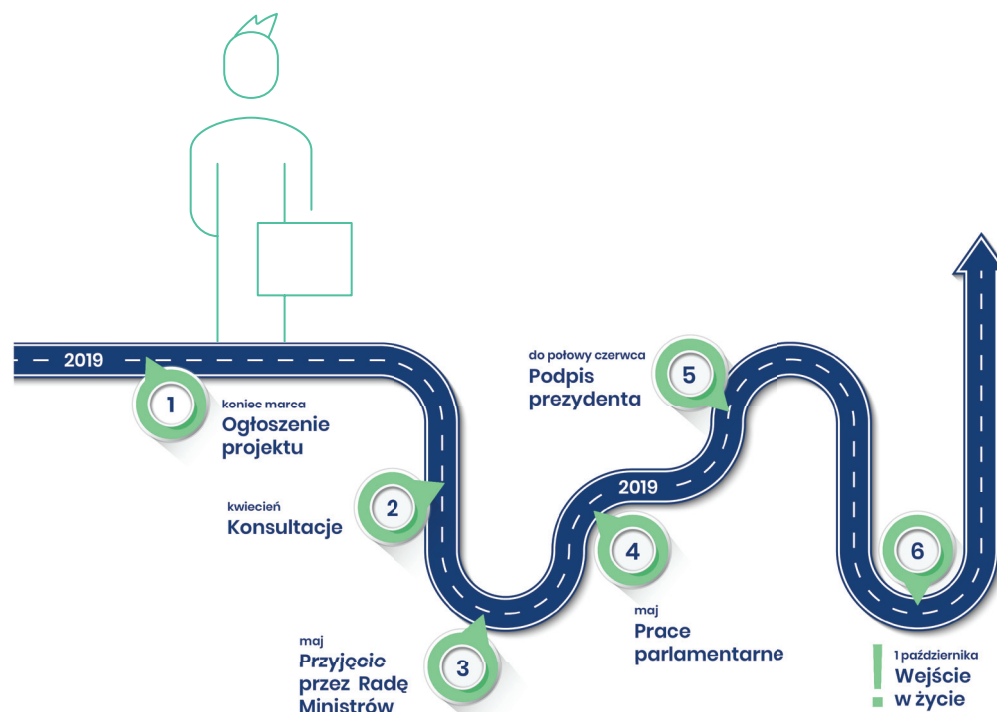 2019
1
koniec marca
Ogłoszenie
projektu
2
kwiecień
Konsultacje
3
maj
Przyjęcie
przez Radę
Ministrów
2019
4
maj
Prace
parlamentarne
5
do połowy czerwca
Podpis
prezydenta
6
1 października
Wejście
w życie